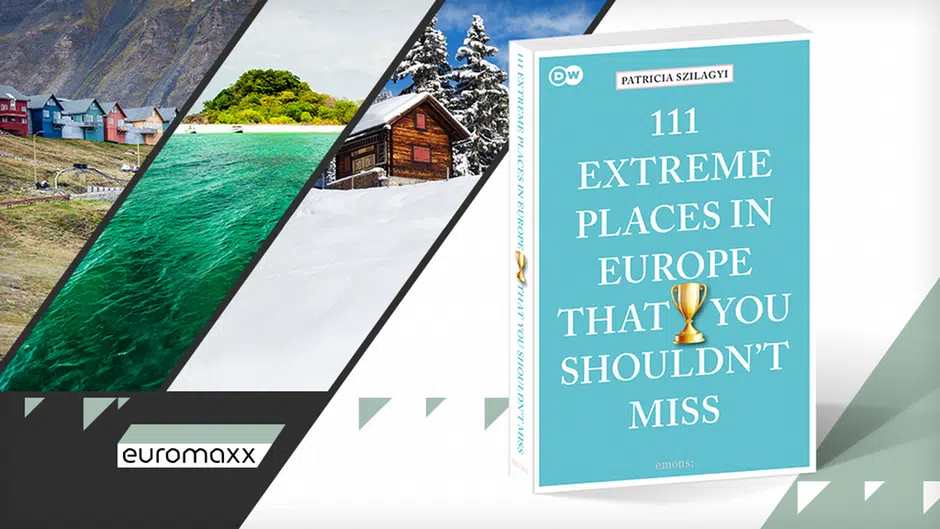 DW
PATRICIA SZILAGYI
111
EXTREME
PLACES IN
EUROPE
THAT YOU
SHOULDN'T
MISS
emons:
111 EXTREME PLACES IN EUROPE THAT YOU SHOULDN'T MISS
euromaxx